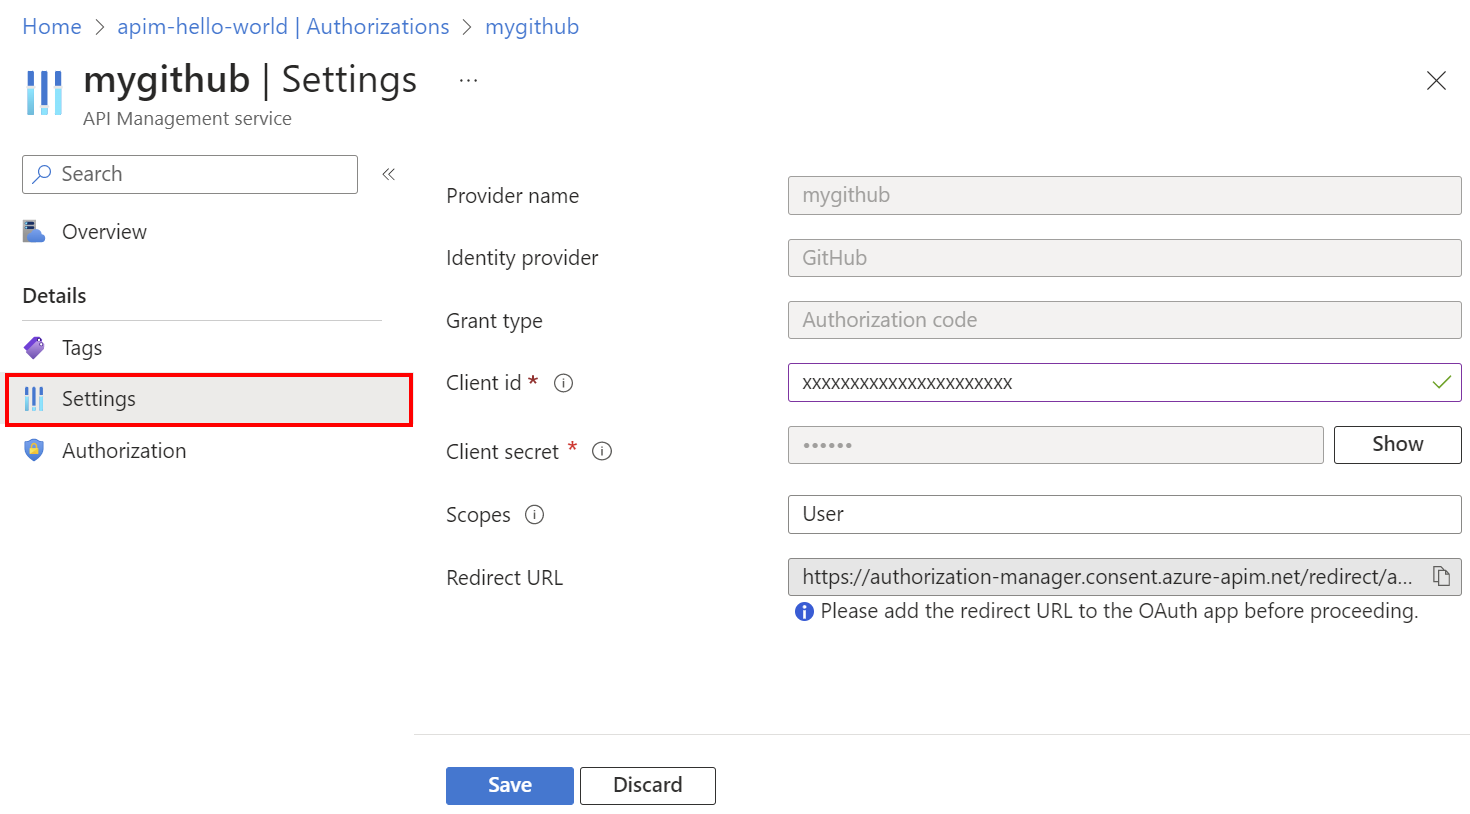 Home > apim-hello-world | Authorizations > mygithub
mygithub | Settings ...
API Management service
Search «
Overview
Details
Tags
Settings
Authorization
Provider name mygithub
Identity provider GitHub
Grant type Authorization code
Client id * xxxxxxxxxxxxxxxxxxxxxx
Client secret * •••••• Show
Scopes User
Redirect URL https://authorization-manager.consent.azure-apim.net/redirect/a...
Please add the redirect URL to the OAuth app before proceeding.
Save Discard